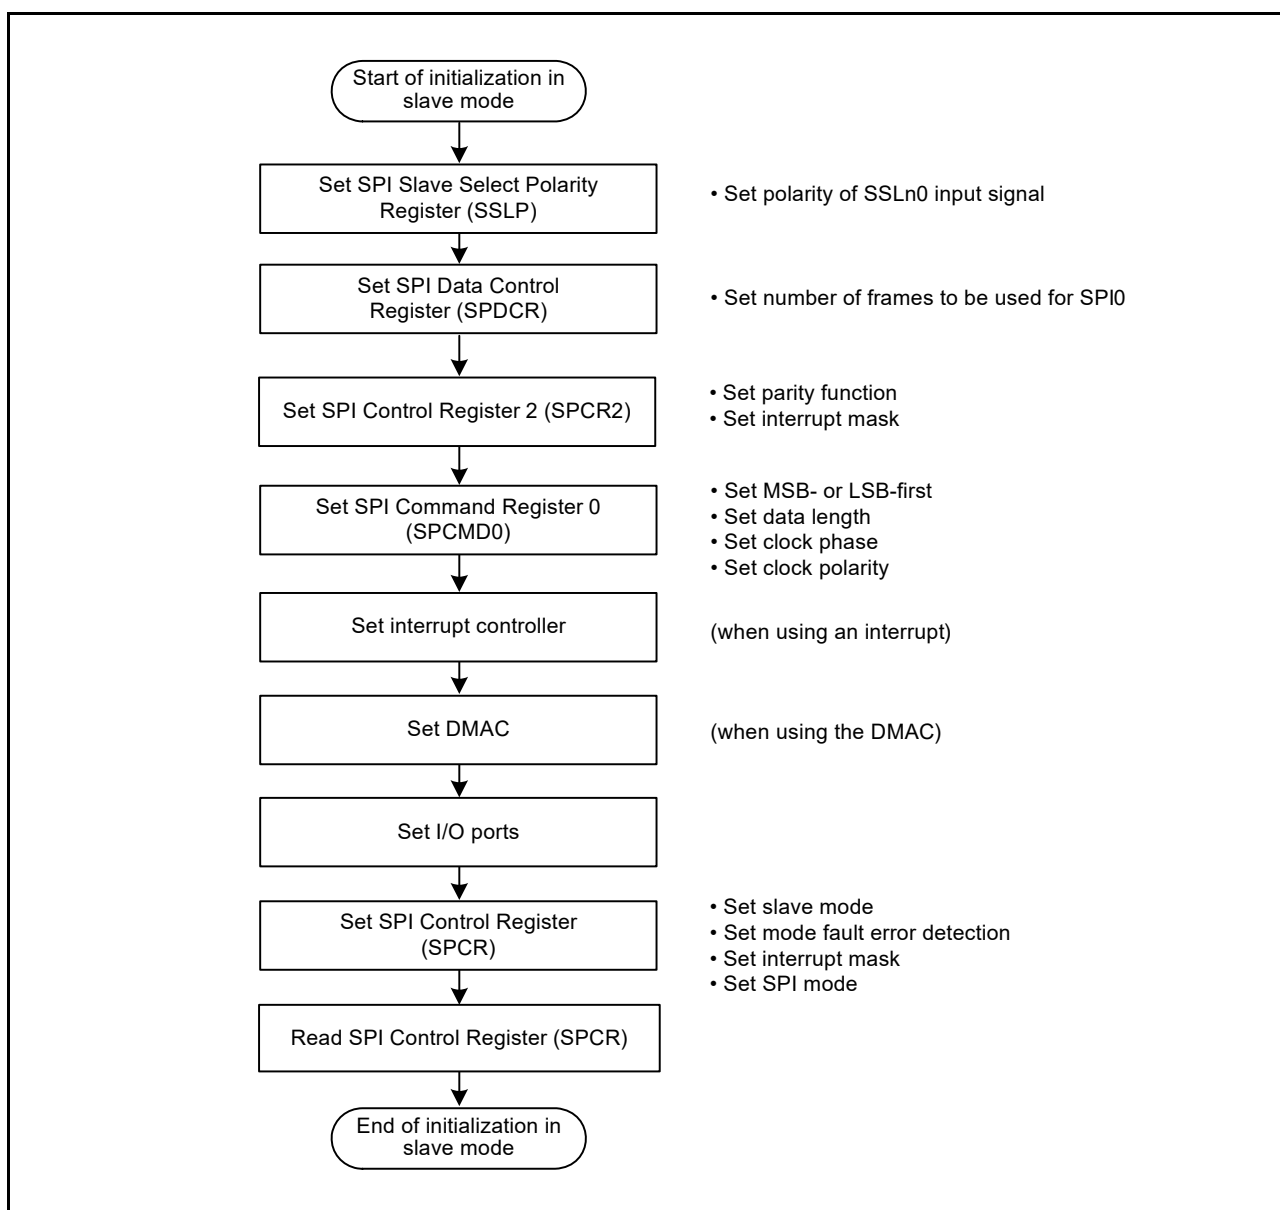 Start of initialization in
slave mode
Set SPI Slave Select Polarity
Register (SSLP)
• Set polarity of SSLn0 input signal
Set SPI Data Control
Register (SPDCR)
• Set number of frames to be used for SPI0
Set SPI Control Register 2 (SPCR2)
• Set parity function
• Set interrupt mask
Set SPI Command Register 0
(SPCMD0)
• Set MSB- or LSB-first
• Set data length
• Set clock phase
• Set clock polarity
Set interrupt controller
(when using an interrupt)
Set DMAC
(when using the DMAC)
Set I/O ports
Set SPI Control Register
(SPCR)
• Set slave mode
• Set mode fault error detection
• Set interrupt mask
• Set SPI mode
Read SPI Control Register (SPCR)
End of initialization in
slave mode